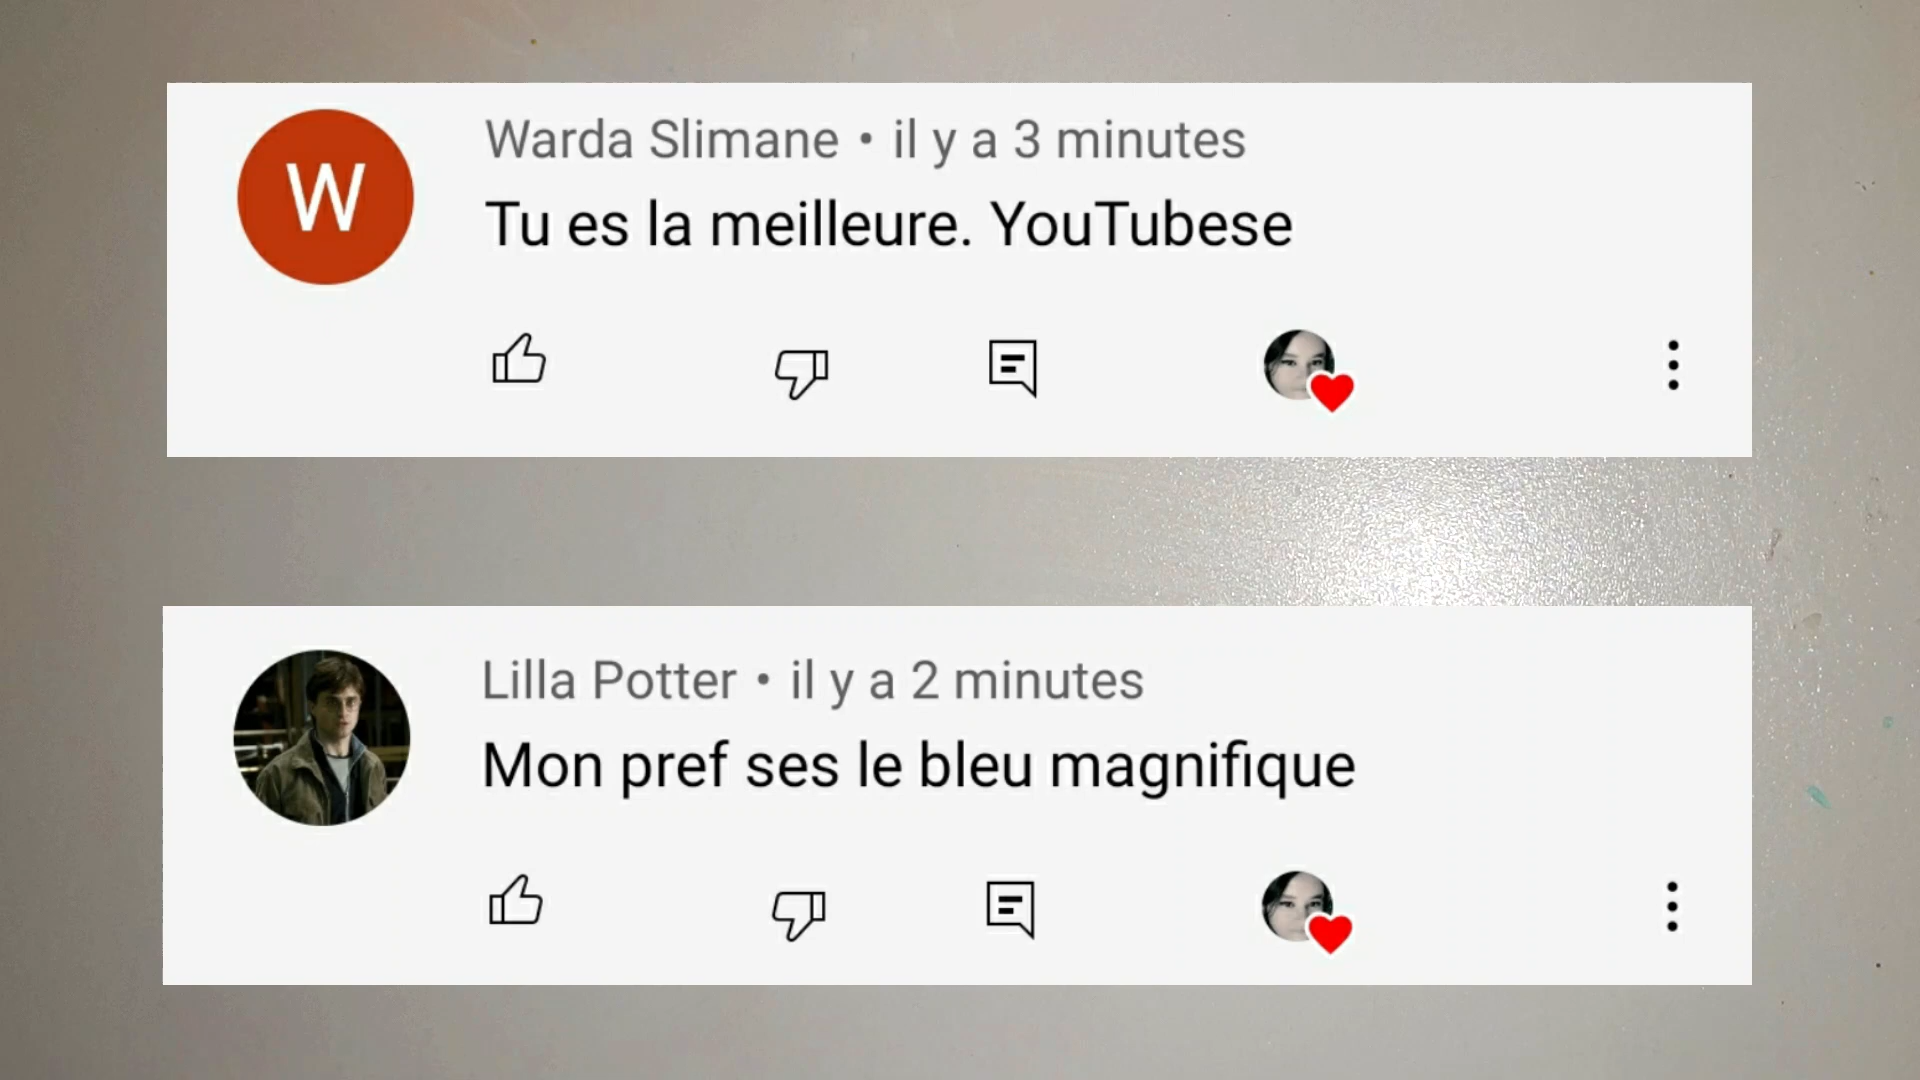 W
Warda Slimane • il y a 3 minutes
Tu es la meilleure. YouTubese
Lilla Potter • il y a 2 minutes
Mon pref ses le bleu magnifique